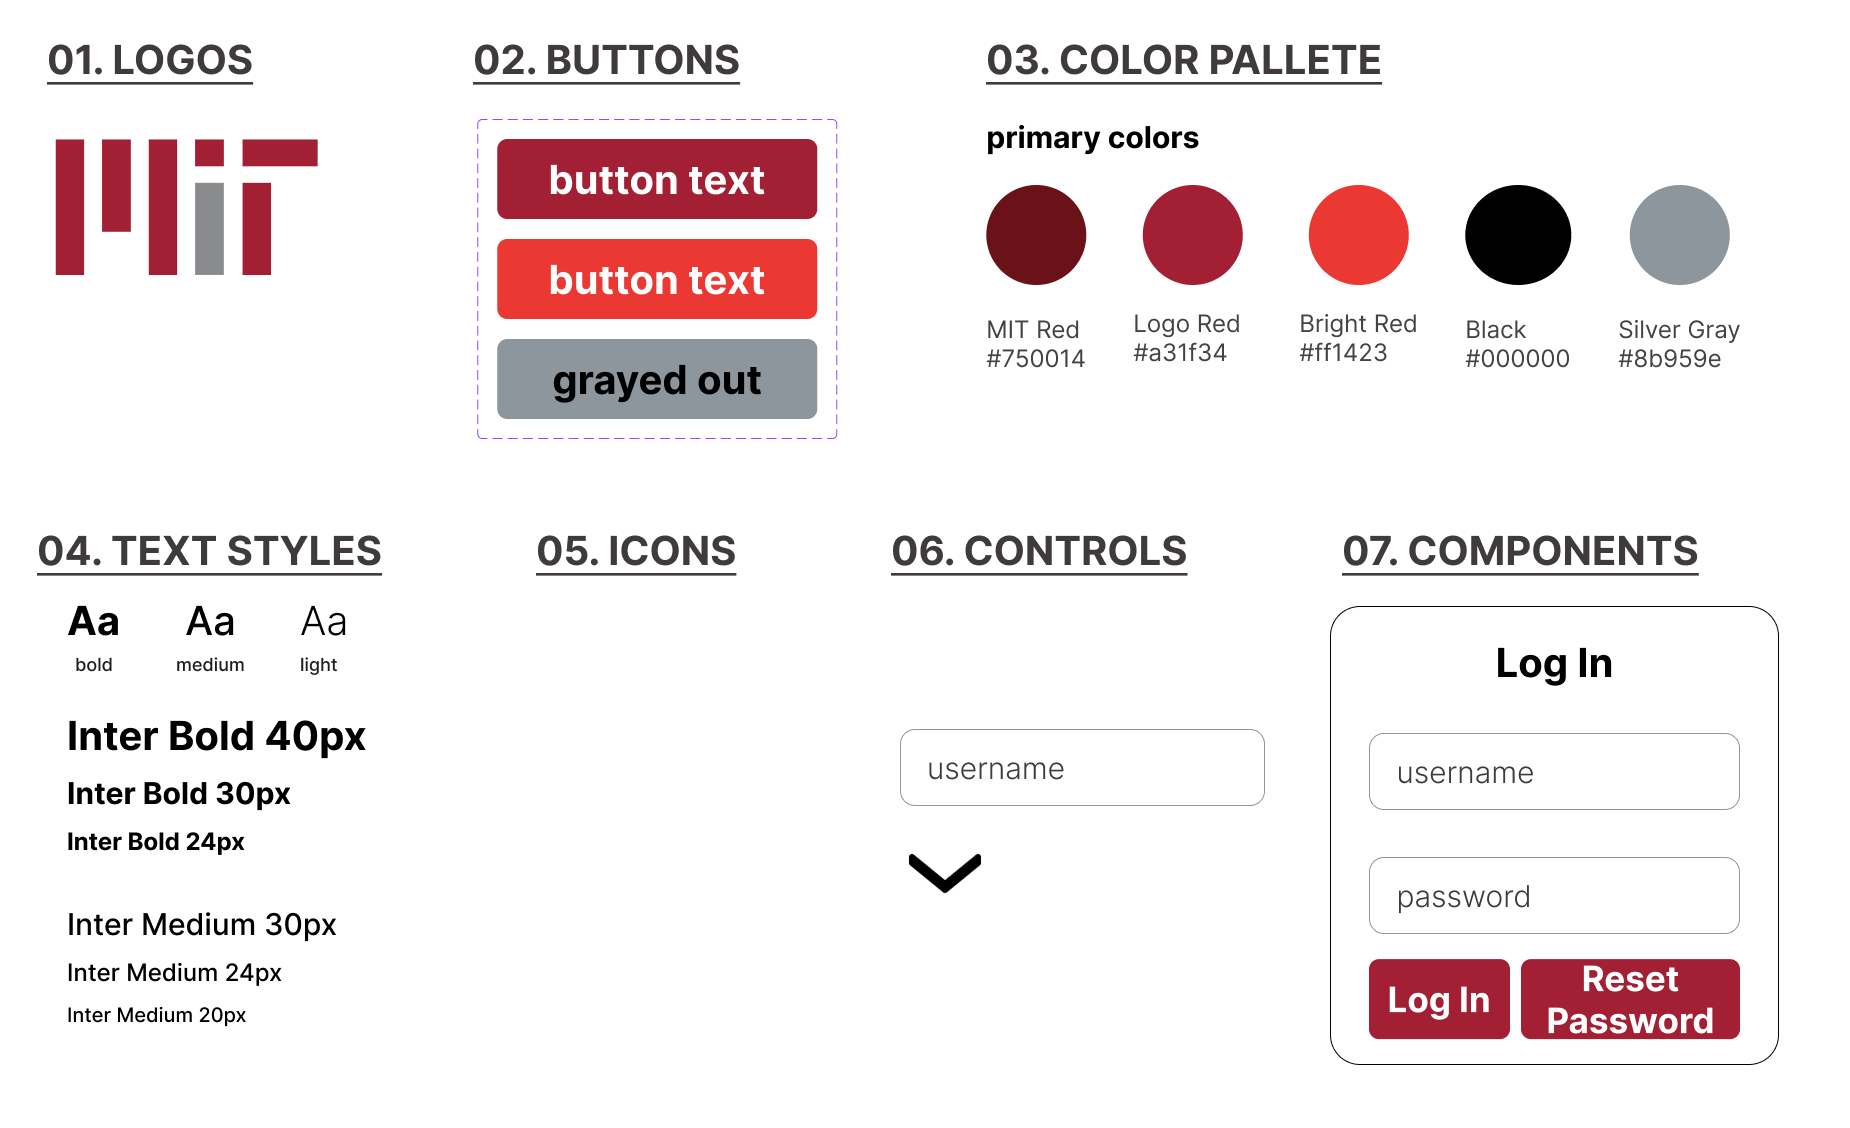 01. LOGOS
MIT
02. BUTTONS
button text
button text
grayed out
03. COLOR PALLETE
primary colors
MIT Red
#750014
Logo Red
#a31f34
Bright Red
#ff1423
Black
#000000
Silver Gray
#8b959e
04. TEXT STYLES
Aa
bold
Aa
medium
Aa
light
Inter Bold 40px
Inter Bold 30px
Inter Bold 24px
Inter Medium 30px
Inter Medium 24px
Inter Medium 20px
05. ICONS
06. CONTROLS
username
07. COMPONENTS
Log In
username
password
Log In
Reset
Password